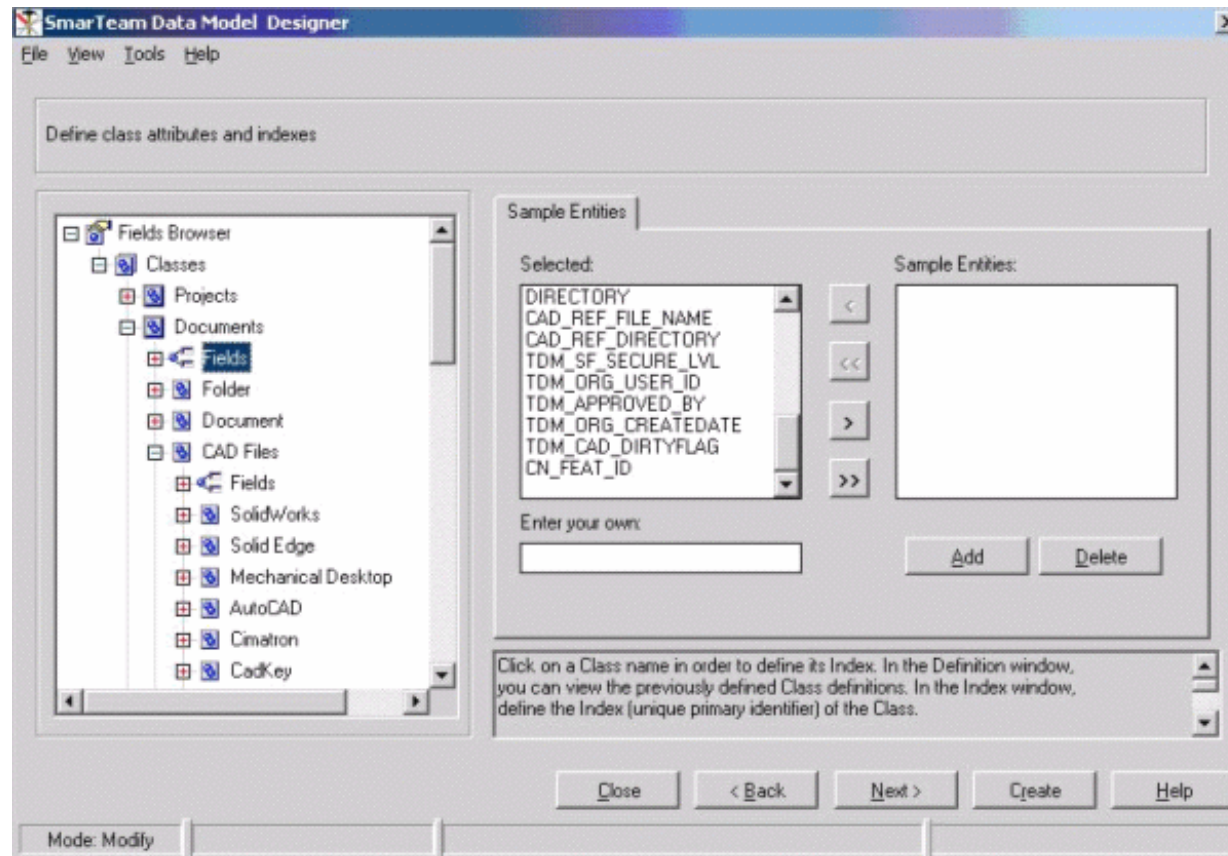 SmarTeam Data Model Designer
File View Tools Help
Define class attributes and indexes
Fields Browser
Classes
Projects
Documents
Fields
Folder
Document
CAD Files
Fields
SolidWorks
Solid Edge
Mechanical Desktop
AutoCAD
Cimatron
CadKey
Sample Entities
Selected:
DIRECTORY
CAD_REF_FILE_NAME
CAD_REF_DIRECTORY
TDM_SF_SECURE_LVL
TDM_ORG_USER_ID
TDM_APPROVED_BY
TDM_ORG_CREATEDATE
TDM_CAD_DIRTYFLAG
CN_FEAT_ID
<
<<
>
>>
Sample Entities:
Enter your own:
Add Delete
Click on a Class name in order to define its Index. In the Definition window,
you can view the previously defined Class definitions. In the Index window,
define the Index (unique primary identifier) of the Class.
Close < Back Next > Create Help
Mode: Modify